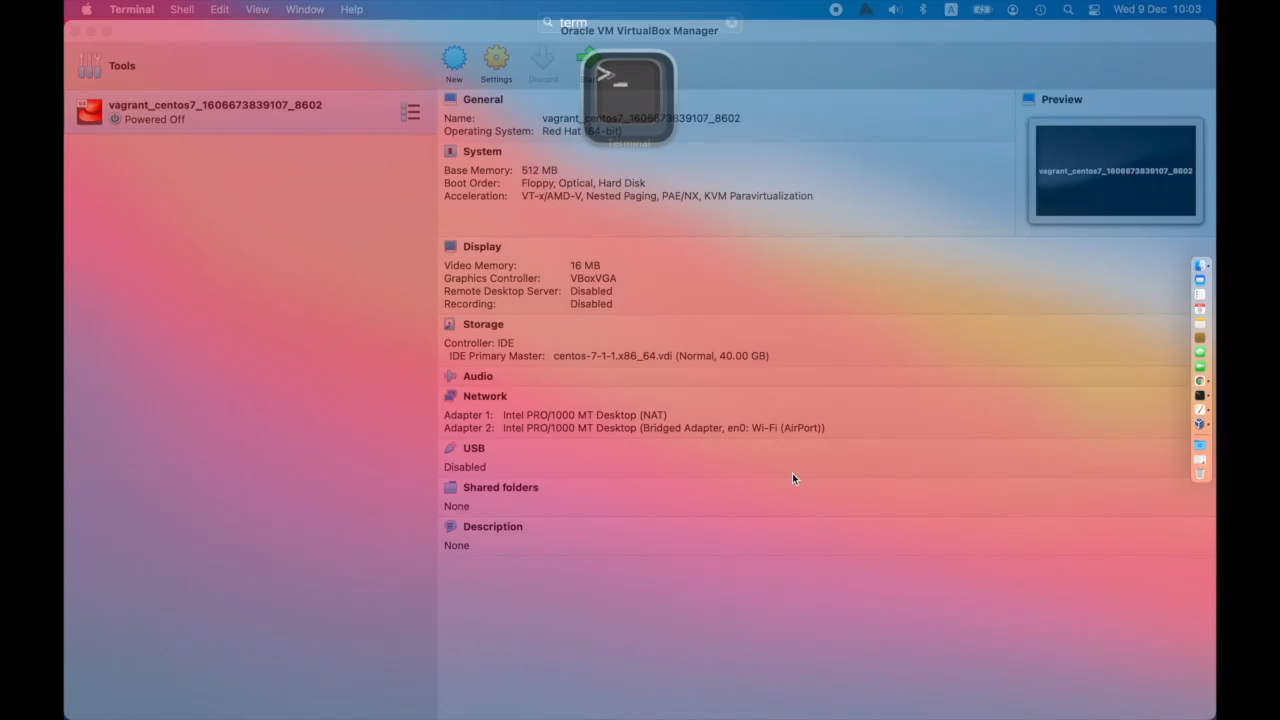 Terminal Shell Edit View Window Help A Wed 9 Dec 10:03
term
Oracle VM VirtualBox Manager
Tools
New Settings Discard Start
vagrant_centos7_1606673839107_8602
Powered Off
General
Name: vagrant_centos7_1606673839107_8602
Operating System: Red Hat (64-bit)
Terminal
System
Base Memory: 512 MB
Boot Order: Floppy, Optical, Hard Disk
Acceleration: VT-x/AMD-V, Nested Paging, PAE/NX, KVM Paravirtualization
Preview
vagrant_centos7_1606673839107_8602
Display
Video Memory: 16 MB
Graphics Controller: VBoxVGA
Remote Desktop Server: Disabled
Recording: Disabled
Storage
Controller: IDE
IDE Primary Master: centos-7-1-1.x86_64.vdi (Normal, 40.00 GB)
Audio
Network
Adapter 1: Intel PRO/1000 MT Desktop (NAT)
Adapter 2: Intel PRO/1000 MT Desktop (Bridged Adapter, en0: Wi-Fi (AirPort))
USB
Disabled
Shared folders
None
Description
None